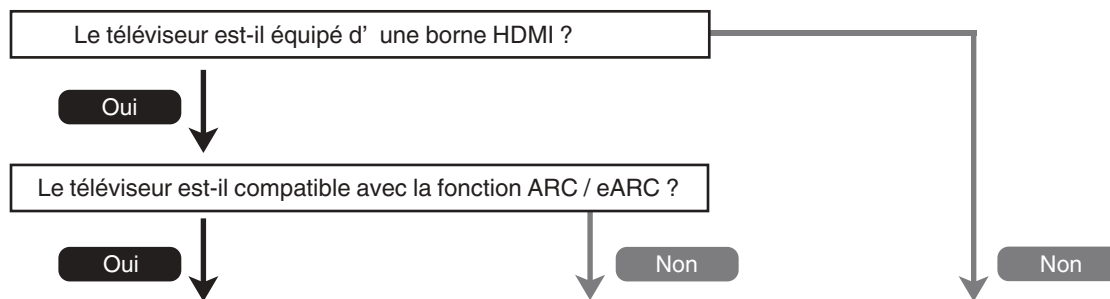 Le téléviseur est-il équipé d' une borne HDMI ?
Oui
Le téléviseur est-il compatible avec la fonction ARC / eARC ?
Oui
Non
Non